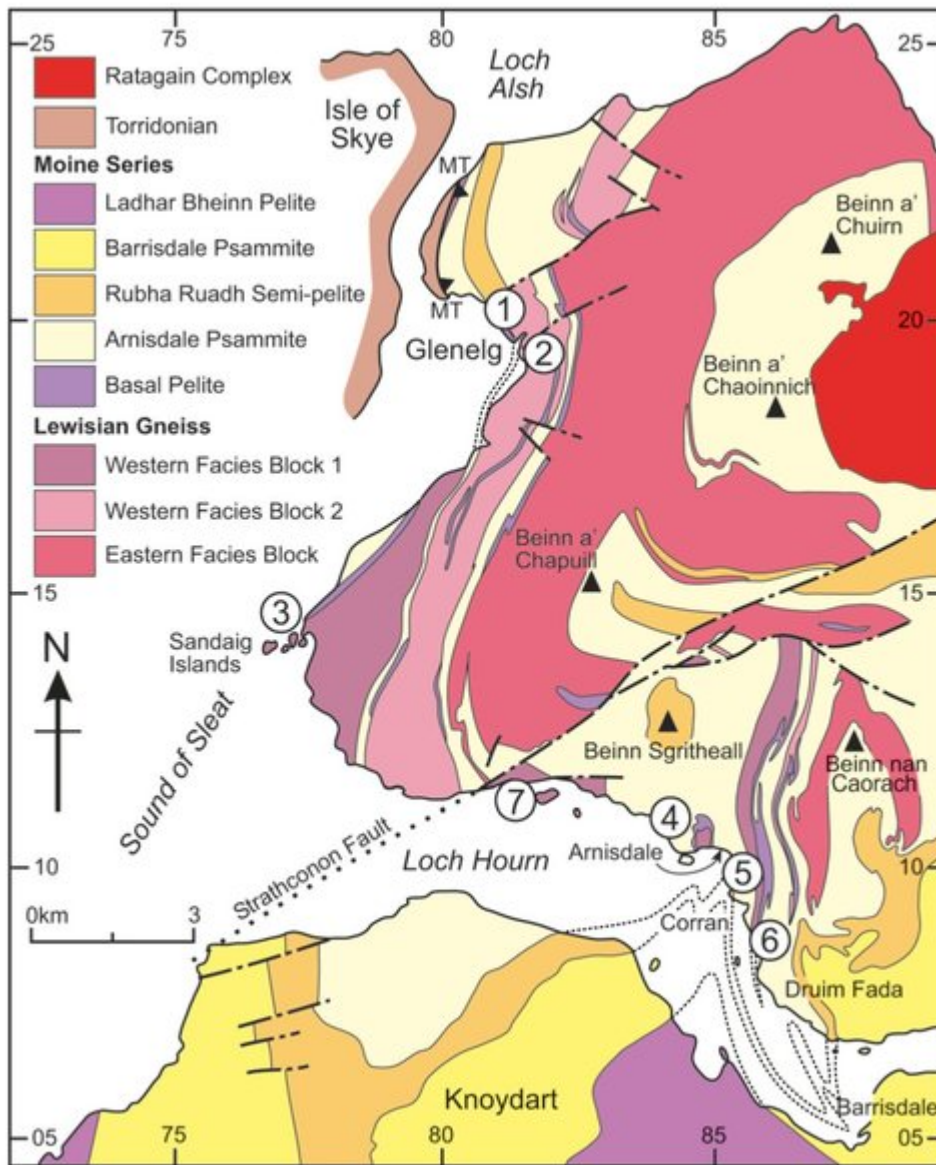 25
75
80
85
25
Ratagain Complex
Torridonian
Moine Series
Ladhar Bheinn Pelite
Barrisdale Psammite
Rubha Ruadh Semi-pelite
Arnisdale Psammite
Basal Pelite
Lewisian Gneiss
Western Facies Block 1
Western Facies Block 2
Eastern Facies Block
Loch
Alsh
Isle of
Skye
MT
MT
Beinn a'
Chuirn
1
20
Glenelg
2
Beinn a'
Chaoinnich
Beinn a'
Chapuill
15
15
3
Sandaig
Islands
N
Sound of Sleat
Beinn Sgritheall
Beinn nan
Caorach
7
4
Arnisdale
10
10
Strathconon Fault
Loch Hourn
5
0km
3
Corran
6
Druim Fada
Knoydart
Barrisdale
05
75
80
85
05